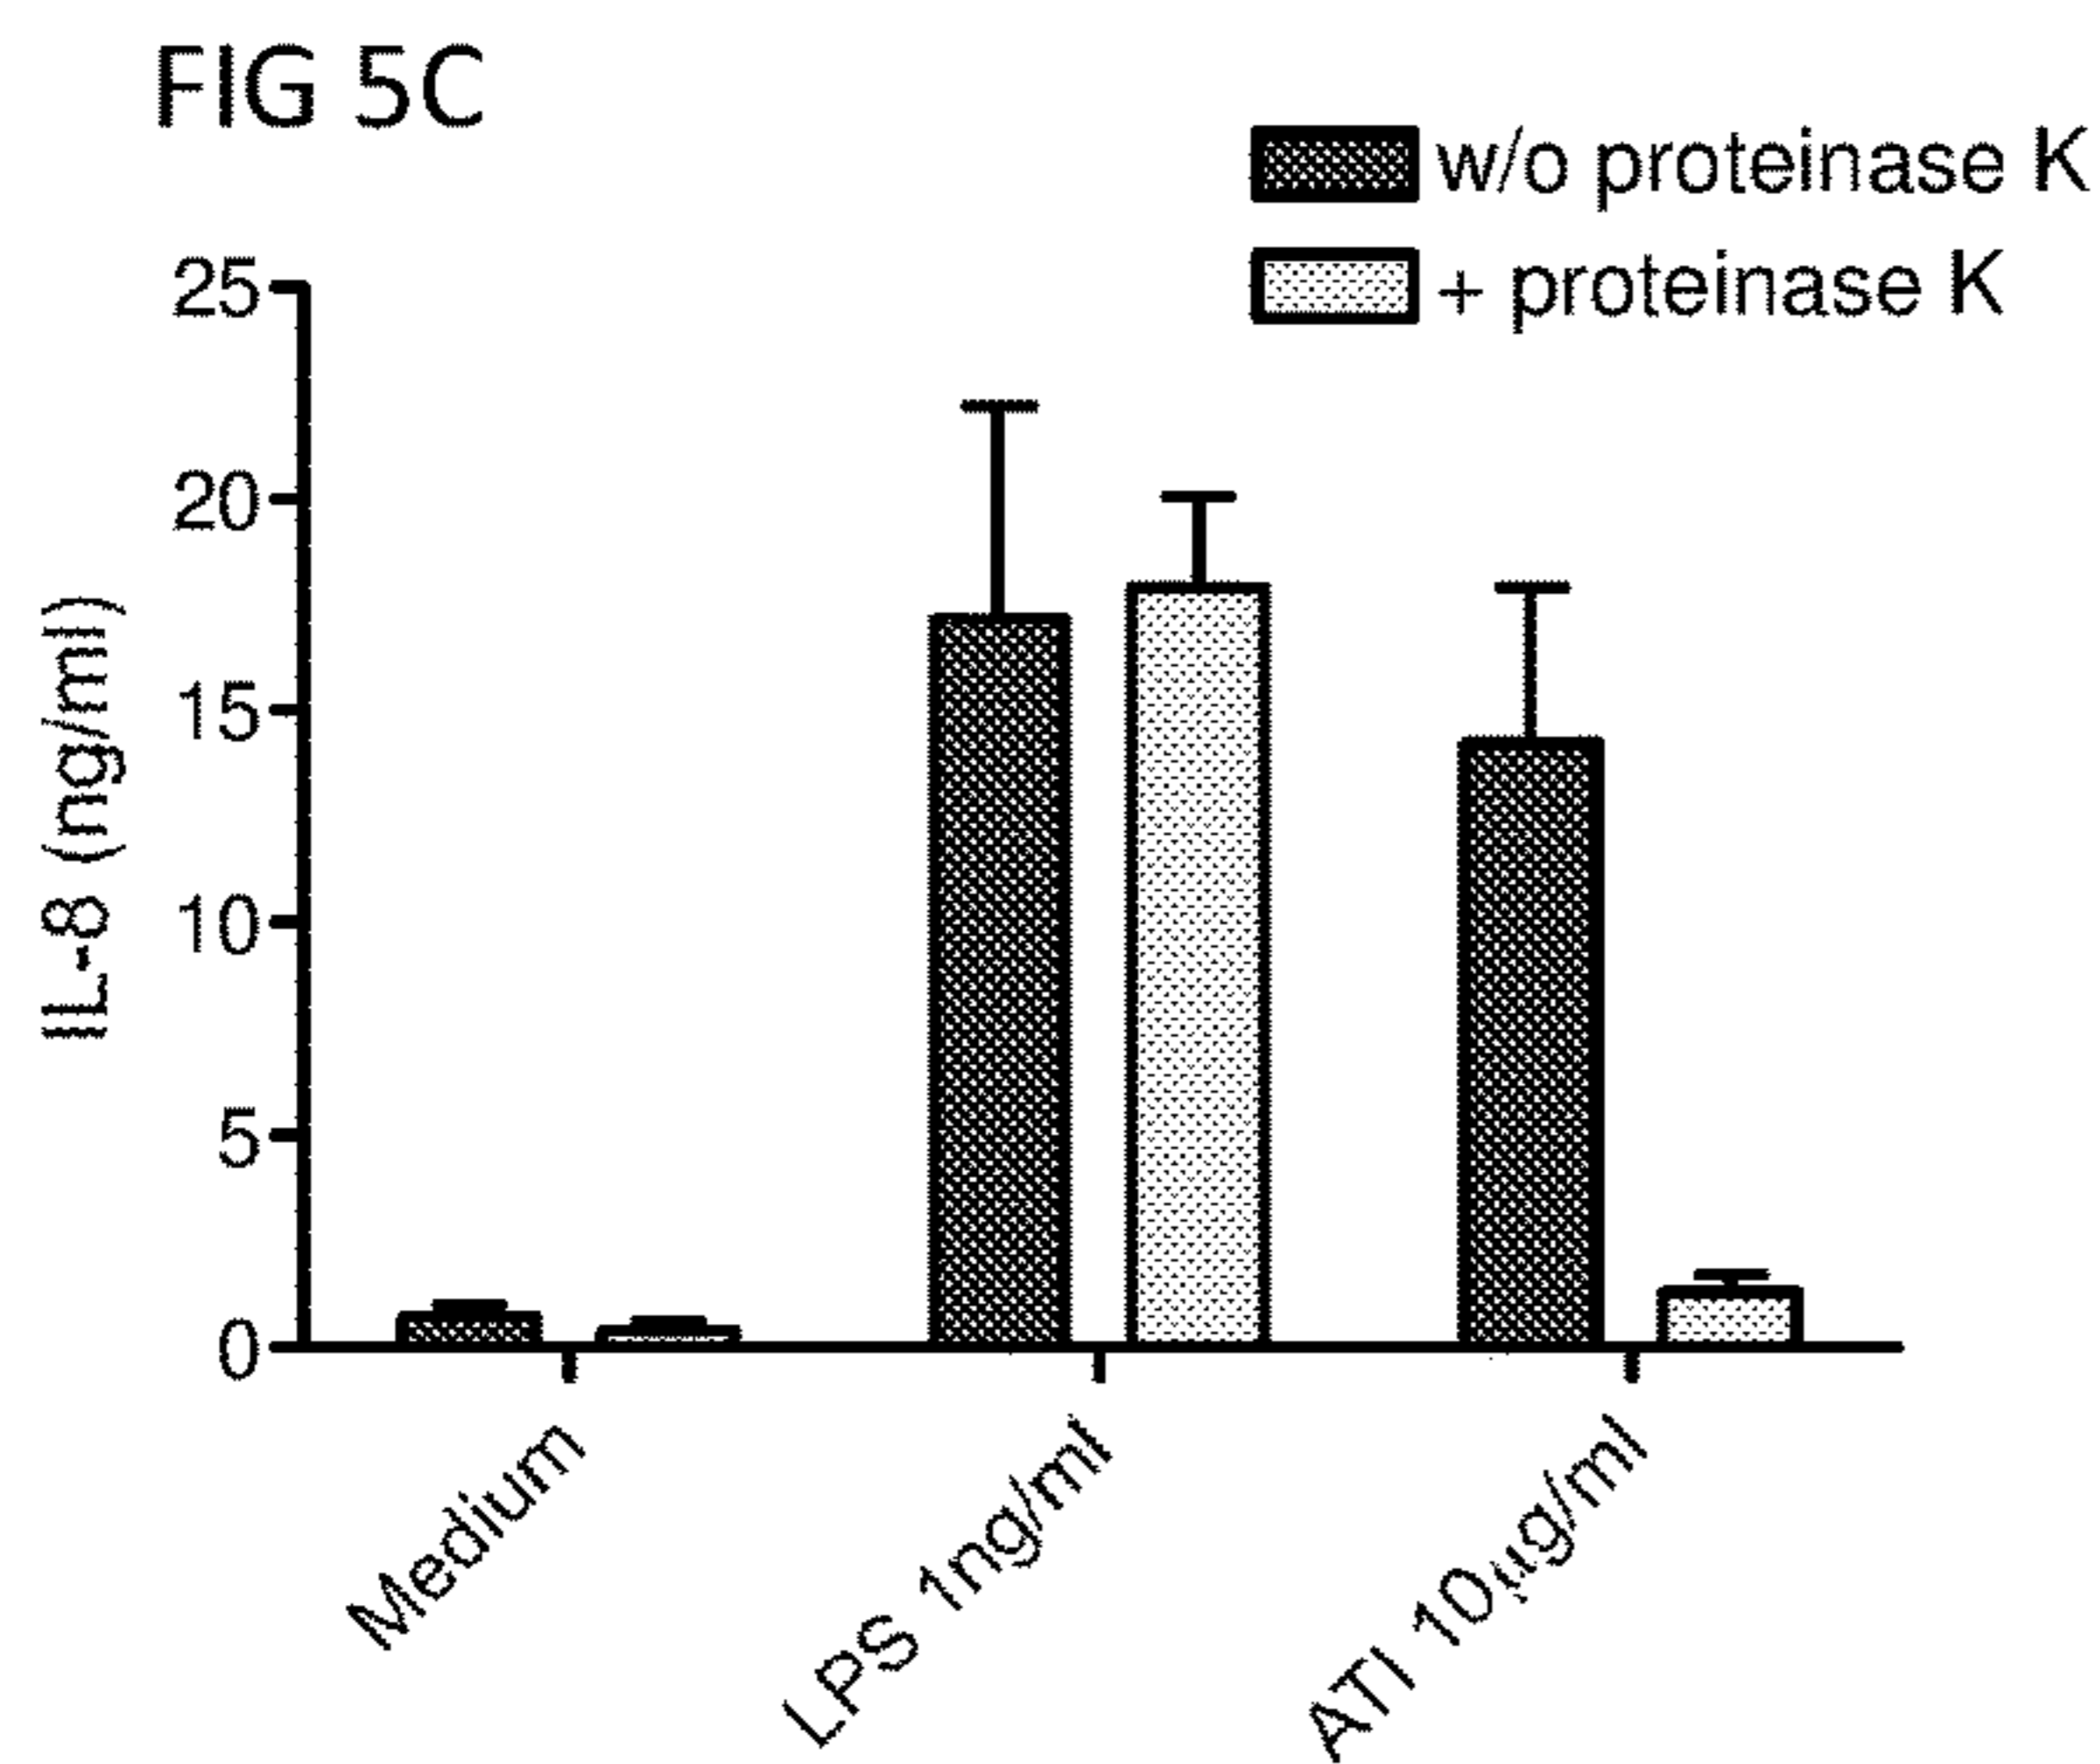 FIG 5C
w/o proteinase K
+ proteinase K
IL-8 (ng/ml)
25
20
15
10
5
0
Medium
LPS 1ng/ml
ATI 10µg/ml